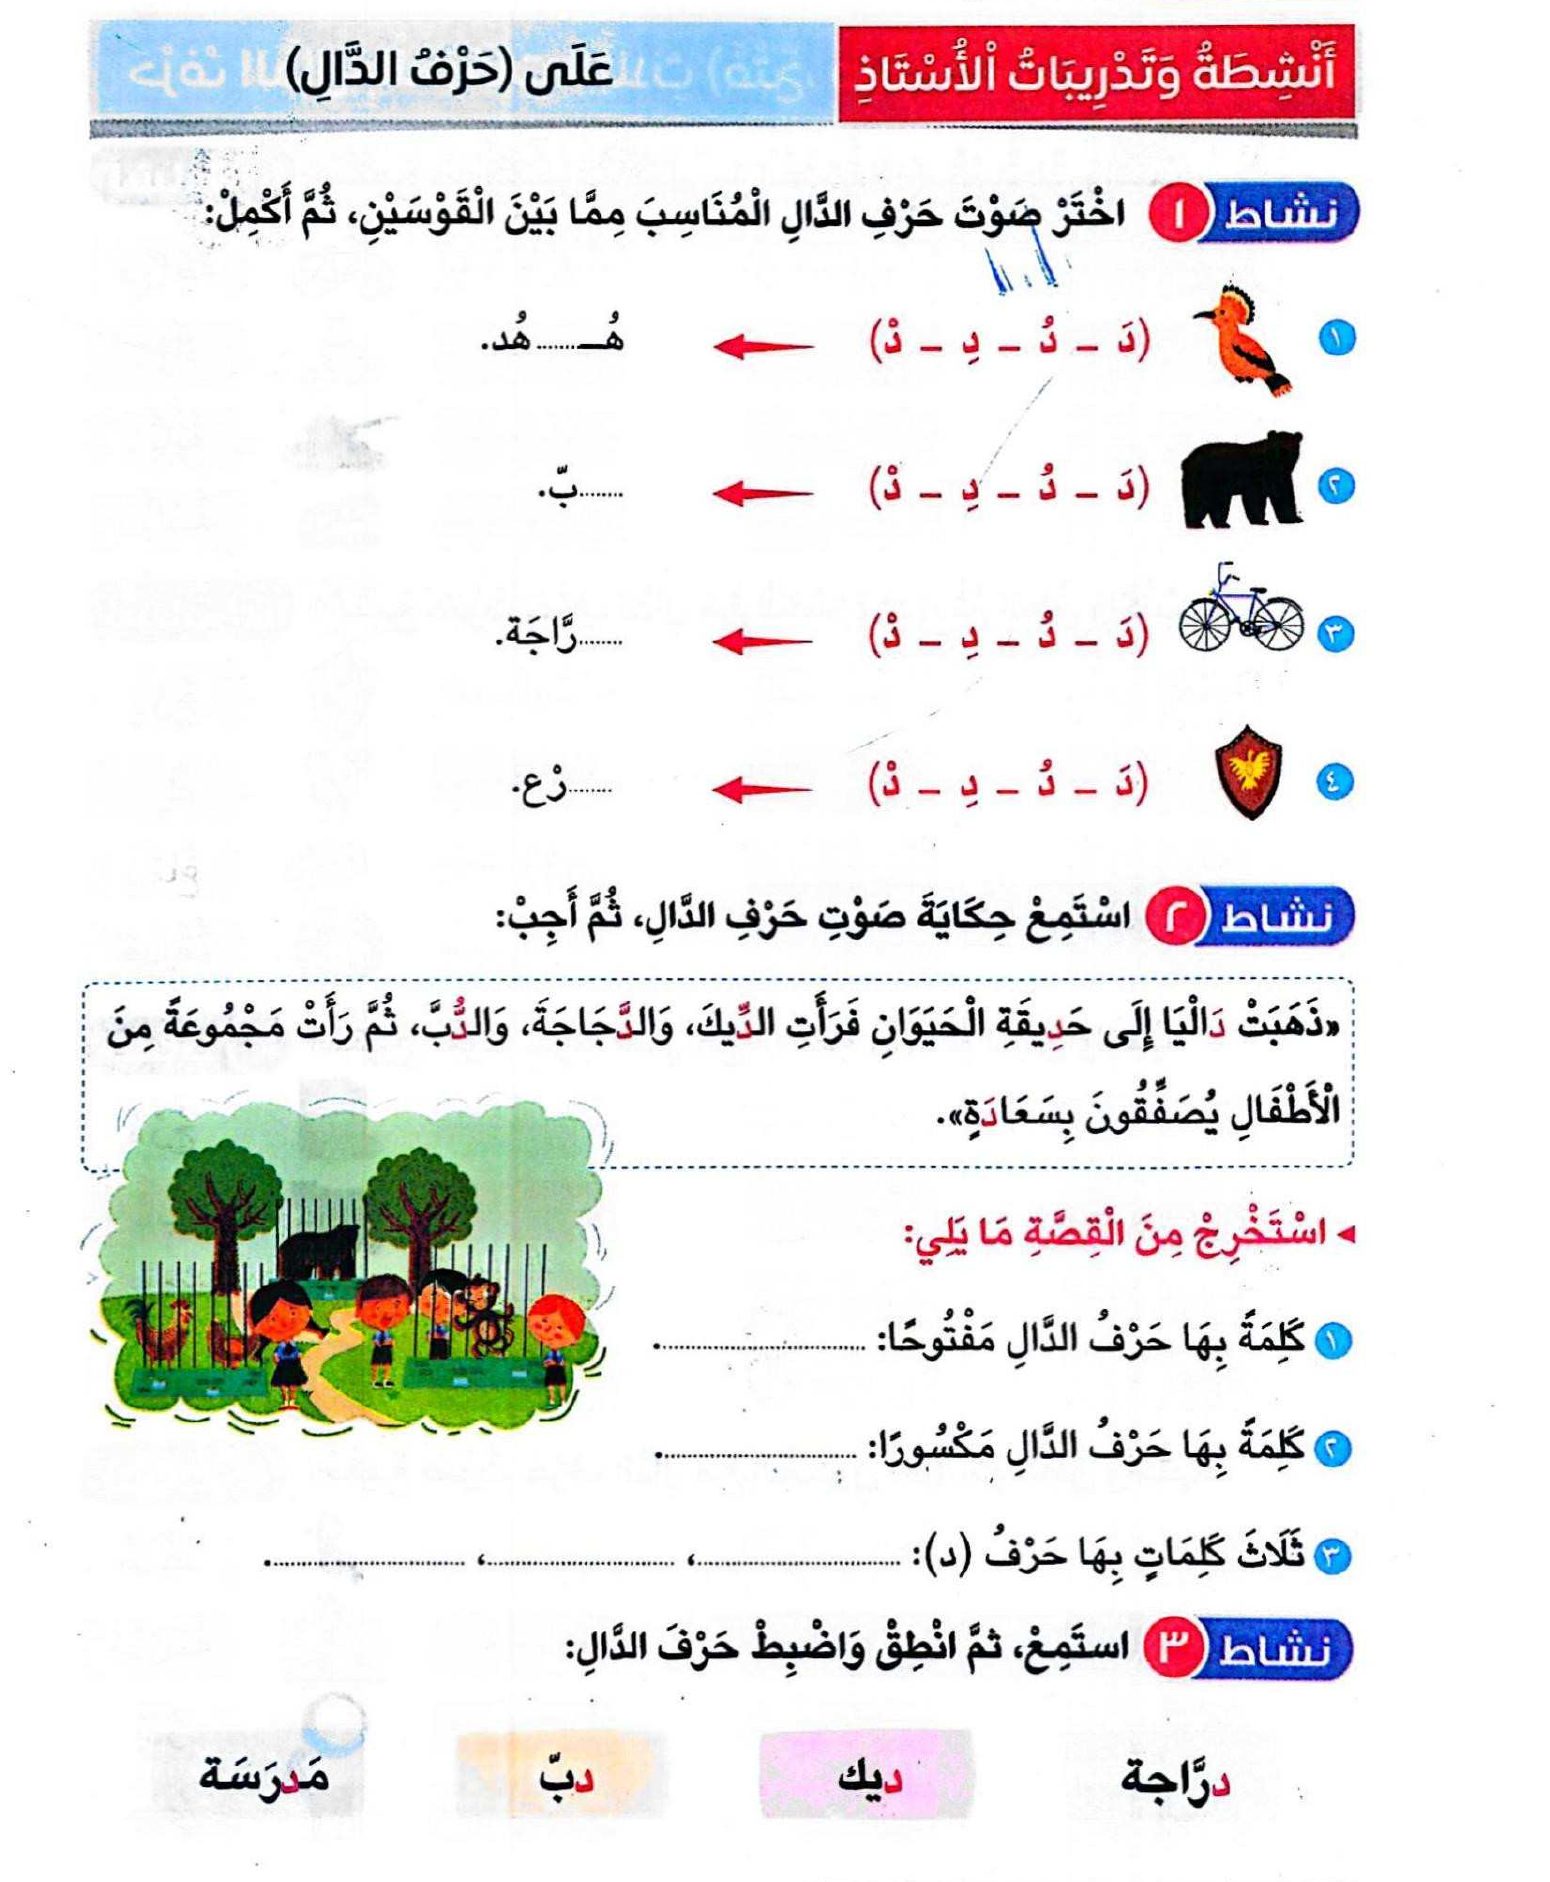 أَنْشِطَةُ وَتَدْرِيبَاتُ الْأُسْتَاذِ عَلَى (حَرْفُ الدَّالِ)
نشاط ١ اخْتَرْ صَوْتَ حَرْفِ الدَّالِ الْمُنَاسِبَ مِمَّا بَيْنَ الْقَوْسَيْنِ، ثُمَّ أَكْمِلْ:
١ (دَ – دُ – دِ – دْ) هُـ........هُد.
٢ (دَ – دُ – دِ – دْ) ........بّ.
٣ (دَ – دُ – دِ – دْ) ........رَّاجَة.
٤ (دَ – دُ – دِ – دْ) ........رْع.
نشاط ٢ اسْتَمِعْ حِكَايَةَ صَوْتِ حَرْفِ الدَّالِ، ثُمَّ أَجِبْ:
«ذَهَبَتْ دَالْيَا إِلَى حَدِيقَةِ الْحَيَوَانِ فَرَأَتِ الدِّيكَ، وَالدَّجَاجَةَ، وَالدُّبَّ، ثُمَّ رَأَتْ مَجْمُوعَةً مِنَ
الْأَطْفَالِ يُصَفِّقُونَ بِسَعَادَةٍ».
◂ اسْتَخْرِجْ مِنَ الْقِصَّةِ مَا يَلِي:
١ كَلِمَةً بِهَا حَرْفُ الدَّالِ مَفْتُوحًا: ................................
٢ كَلِمَةً بِهَا حَرْفُ الدَّالِ مَكْسُورًا: ................................
٣ ثَلَاثَ كَلِمَاتٍ بِهَا حَرْفُ (د): ................................، ................................، ................................
نشاط ٣ استَمِعْ، ثمَّ انْطِقْ وَاضْبِطْ حَرْفَ الدَّالِ:
درَّاجة ديك دبّ مَدرَسَة